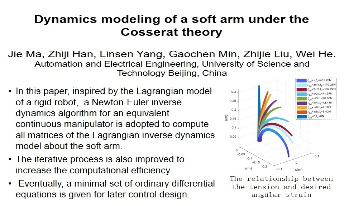 Dynamics modeling of a soft arm under the
Cosserat theory
Jie Ma, Zhiji Han, Linsen Yang, Gaochen Min, Zhijie Liu, Wei He.
Automation and Electrical Engineering, University of Science and
Technology Beijing, China
• In this paper, inspired by the Lagrangian model
of a rigid robot, a Newton Euler inverse
dynamics algorithm for an equivalent
continuous manipulator is adopted to compute
all matrices of the Lagrangian inverse dynamics
model about the soft arm.
• The iterative process is also improved to
increase the computational efficiency
• Eventually, a minimal set of ordinary differential
equations is given for later control design.
The relationship between
the tension and desired
angular strain